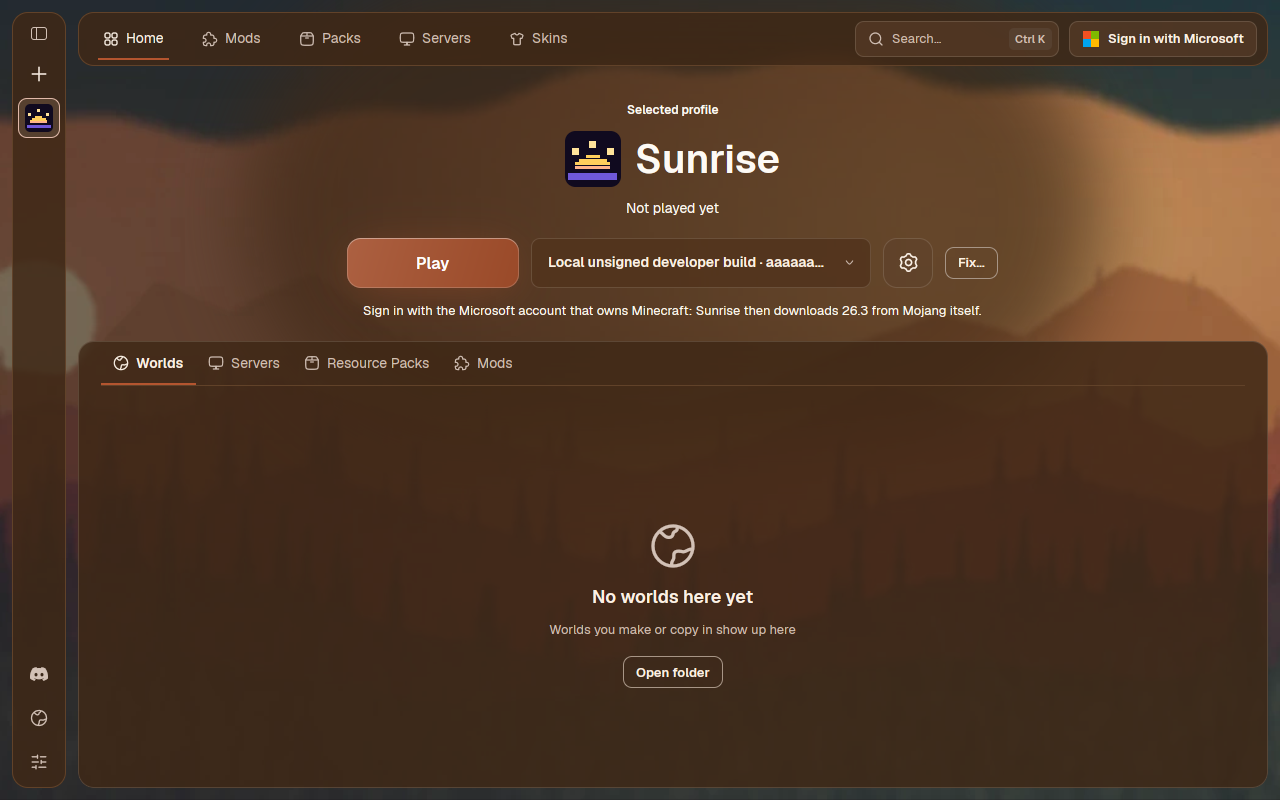 Home
Mods
Packs
Servers
Skins
Search...
Ctrl K
Sign in with Microsoft
Selected profile
Sunrise
Not played yet
Play
Local unsigned developer build · aaaaaa...
Fix...
Sign in with the Microsoft account that owns Minecraft: Sunrise then downloads 26.3 from Mojang itself.
Worlds
Servers
Resource Packs
Mods
No worlds here yet
Worlds you make or copy in show up here
Open folder